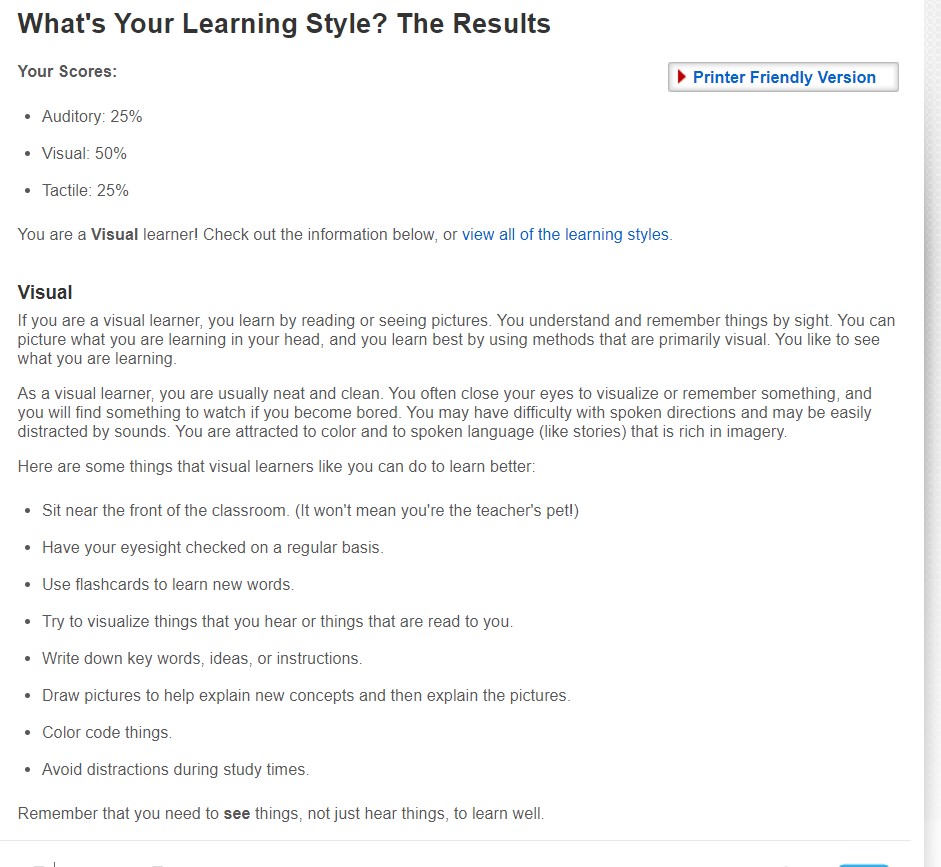 What's Your Learning Style? The Results
Your Scores:
Printer Friendly Version
• Auditory: 25%
• Visual: 50%
• Tactile: 25%
You are a Visual learner! Check out the information below, or view all of the learning styles.
Visual
If you are a visual learner, you learn by reading or seeing pictures. You understand and remember things by sight. You can
picture what you are learning in your head, and you learn best by using methods that are primarily visual. You like to see
what you are learning.
As a visual learner, you are usually neat and clean. You often close your eyes to visualize or remember something, and
you will find something to watch if you become bored. You may have difficulty with spoken directions and may be easily
distracted by sounds. You are attracted to color and to spoken language (like stories) that is rich in imagery.
Here are some things that visual learners like you can do to learn better:
• Sit near the front of the classroom. (It won't mean you're the teacher's pet!)
• Have your eyesight checked on a regular basis.
• Use flashcards to learn new words.
• Try to visualize things that you hear or things that are read to you.
• Write down key words, ideas, or instructions.
• Draw pictures to help explain new concepts and then explain the pictures.
• Color code things.
• Avoid distractions during study times.
Remember that you need to see things, not just hear things, to learn well.